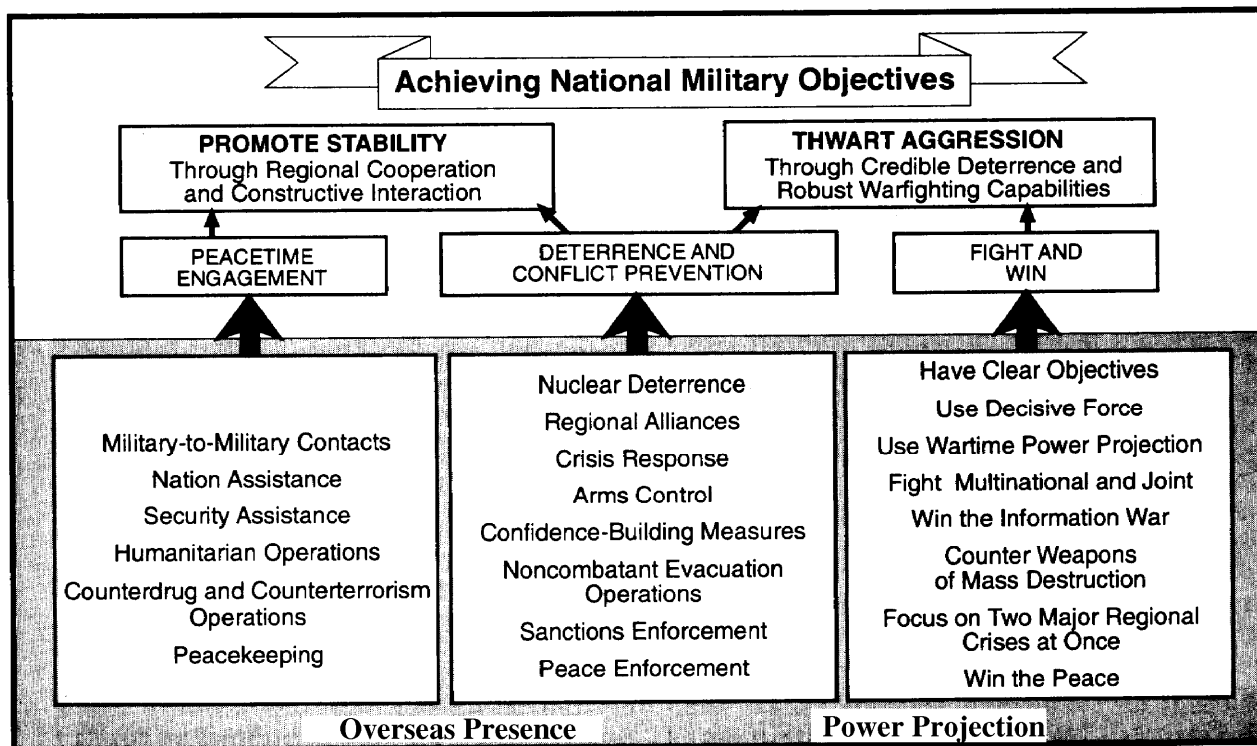 Achieving National Military Objectives
PROMOTE STABILITY
Through Regional Cooperation
and Constructive Interaction
THWART AGGRESSION
Through Credible Deterrence and
Robust Warfighting Capabilities
PEACETIME
ENGAGEMENT
DETERRENCE AND
CONFLICT PREVENTION
FIGHT AND
WIN
Military-to-Military Contacts
Nation Assistance
Security Assistance
Humanitarian Operations
Counterdrug and Counterterrorism
Operations
Peacekeeping
Nuclear Deterrence
Regional Alliances
Crisis Response
Arms Control
Confidence-Building Measures
Noncombatant Evacuation
Operations
Sanctions Enforcement
Peace Enforcement
Have Clear Objectives
Use Decisive Force
Use Wartime Power Projection
Fight Multinational and Joint
Win the Information War
Counter Weapons
of Mass Destruction
Focus on Two Major Regional
Crises at Once
Win the Peace
Overseas Presence
Power Projection